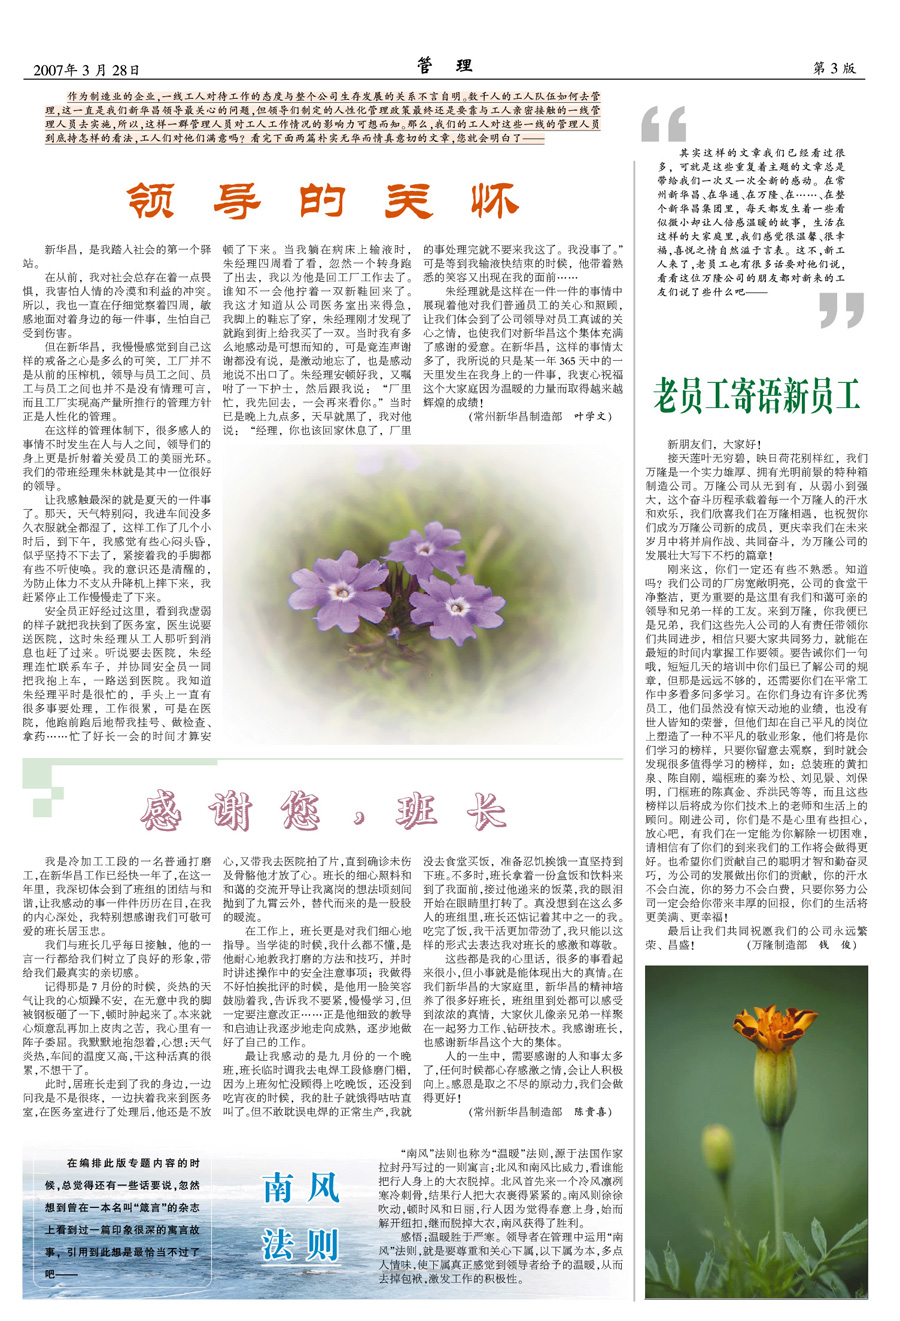 2007年 3 月 28日
管 理
第 3 版
作为制造业的企业,一线工人对待工作的态度与整个公司生存发展的关系不言自明。数千人的工人队伍如何去管
理,这一直是我们新华昌领导最关心的问题,但领导们制定的人性化管理政策最终还是要靠与工人亲密接触的一线管
理人员去实施,所以,这样一群管理人员对工人工作情况的影响力可想而知。那么,我们的工人对这些一线的管理人员
到底持怎样的看法,工人们对他们满意吗？看完下面两篇朴实无华而情真意切的文章,您就会明白了——
领 导 的 关 怀
新华昌，是我踏入社会的第一个驿
站。
在从前，我对社会总存在着一点畏
惧，我害怕人情的冷漠和利益的冲突。
所以，我也一直在仔细觉察着四周，敏
感地面对着身边的每一件事，生怕自己
受到伤害。
但在新华昌，我慢慢感觉到自己这
样的戒备之心是多么的可笑，工厂并不
是从前的压榨机，领导与员工之间、员
工与员工之间也并不是没有情理可言，
而且工厂实现高产量所推行的管理方针
正是人性化的管理。
在这样的管理体制下，很多感人的
事情不时发生在人与人之间，领导们的
身上更是折射着关爱员工的美丽光环。
我们的带班经理朱林就是其中一位很好
的领导。
让我感触最深的就是夏天的一件事
了。那天，天气特别闷，我进车间没多
久衣服就全都湿了，这样工作了几个小
时后，到下午，我感觉有些心闷头昏，
似乎坚持不下去了，紧接着我的手脚都
有些不听使唤。我的意识还是清醒的，
为防止体力不支从升降机上摔下来，我
赶紧停止工作慢慢走了下来。
安全员正好经过这里，看到我虚弱
的样子就把我扶到了医务室，医生说要
送医院，这时朱经理从工人那听到消
息也赶了过来。听说要去医院，朱经
理连忙联系车子，并协同安全员一同
把我抱上车，一路送到医院。我知道
朱经理平时是很忙的，手头上一直有
很多事要处理，工作很累，可是在医
院，他跑前跑后地帮我挂号、做检查、
拿药……忙了好长一会的时间才算安
顿了下来。当我躺在病床上输液时，
朱经理四周看了看，忽然一个转身跑
了出去，我以为他是回工厂工作去了。
谁知不一会他拧着一双新鞋回来了。
我这才知道从公司医务室出来得急，
我脚上的鞋忘了穿，朱经理刚才发现了
就跑到街上给我买了一双。当时我有多
么地感动是可想而知的，可是竟连声谢
谢都没有说，是激动地忘了，也是感动
地说不出口了。朱经理安顿好我，又嘱
咐了一下护士，然后跟我说：“厂里
忙，我先回去，一会再来看你。”当时
已是晚上九点多，天早就黑了，我对他
说：“经理，你也该回家休息了，厂里
的事处理完就不要来我这了。我没事了。”
可是等到我输液快结束的时候，他带着熟
悉的笑容又出现在我的面前……
朱经理就是这样在一件一件的事情中
展现着他对我们普通员工的关心和照顾，
让我们体会到了公司领导对员工真诚的关
心之情，也使我们对新华昌这个集体充满
了感谢的爱意。在新华昌，这样的事情太
多了，我所说的只是某一年 365 天中的一
天里发生在我身上的一件事，我衷心祝福
这个大家庭因为温暖的力量而取得越来越
辉煌的成绩！
(常州新华昌制造部　叶学文)
感 谢 您 , 班 长
我是冷加工工段的一名普通打磨
工,在新华昌工作已经快一年了,在这一
年里，我深切体会到了班组的团结与和
谐,让我感动的事一件件历历在目,在我
的内心深处，我特别想感谢我们可敬可
爱的班长居玉忠。
我们与班长几乎每日接触，他的一
言一行都给我们树立了良好的形象,带
给我们最真实的亲切感。
记得那是 7 月份的时候，炎热的天
气让我的心烦躁不安，在无意中我的脚
被钢板砸了一下,顿时肿起来了。本来就
心烦意乱再加上皮肉之苦，我心里有一
阵子委屈。我默默地抱怨着,心想:天气
炎热,车间的温度又高,干这种活真的很
累,不想干了。
此时,居班长走到了我的身边,一边
问我是不是很疼，一边扶着我来到医务
室,在医务室进行了处理后,他还是不放
心,又带我去医院拍了片,直到确诊未伤
及骨骼他才放了心。班长的细心照料和
和蔼的交流开导让我离岗的想法顷刻间
抛到了九霄云外，替代而来的是一股股
的暖流。
在工作上，班长更是对我们细心地
指导。当学徒的时候,我什么都不懂,是
他耐心地教我打磨的方法和技巧，并时
时讲述操作中的安全注意事项；我做得
不好怕挨批评的时候，是他用一脸笑容
鼓励着我,告诉我不要紧,慢慢学习,但
一定要注意改正……正是他细致的教导
和启迪让我逐步地走向成熟，逐步地做
好了自己的工作。
最让我感动的是九月份的一个晚
班,班长临时调我去电焊工段修磨门楣，
因为上班匆忙没顾得上吃晚饭，还没到
吃宵夜的时候，我的肚子就饿得咕咕直
叫了。但不敢耽误电焊的正常生产,我就
没去食堂买饭，准备忍饥挨饿一直坚持到
下班。不多时,班长拿着一份盒饭和饮料来
到了我面前,接过他递来的饭菜,我的眼泪
开始在眼睛里打转了。真没想到在这么多
人的班组里,班长还惦记着其中之一的我。
吃完了饭,我干活更加带劲了,我只能以这
样的形式去表达我对班长的感激和尊敬。
这些都是我的心里话，很多的事看起
来很小,但小事就是能体现出大的真情。在
我们新华昌的大家庭里，新华昌的精神培
养了很多好班长，班组里到处都可以感受
到浓浓的真情，大家伙儿像亲兄弟一样聚
在一起努力工作、钻研技术。我感谢班长，
也感谢新华昌这个大的集体。
人的一生中，需要感谢的人和事太多
了,任何时候都心存感激之情,会让人积极
向上。感恩是取之不尽的原动力,我们会做
得更好！
(常州新华昌制造部　陈贵喜)
在编排此版专题内容的时
候,总觉得还有一些话要说,忽然
想到曾在一本名叫“箴言”的杂志
上看到过一篇印象很深的寓言故
事，引用到此想是最恰当不过了
吧——
南 风
法 则
“南风”法则也称为“温暖”法则,源于法国作家
拉封丹写过的一则寓言:北风和南风比威力,看谁能
把行人身上的大衣脱掉。北风首先来一个冷风凛冽
寒冷刺骨,结果行人把大衣裹得紧紧的。南风则徐徐
吹动,顿时风和日丽,行人因为觉得春意上身,始而
解开纽扣,继而脱掉大衣,南风获得了胜利。
感悟:温暖胜于严寒。领导者在管理中运用“南
风”法则,就是要尊重和关心下属,以下属为本,多点
人情味,使下属真正感觉到领导者给予的温暖,从而
去掉包袱,激发工作的积极性。
其实这样的文章我们已经看过很
多，可就是这些重复着主题的文章总是
带给我们一次又一次全新的感动。在常
州新华昌、在华通、在万隆、在……、在整
个新华昌集团里，每天都发生着一些看
似微小却让人倍感温暖的故事，生活在
这样的大家庭里,我们感觉很温馨、很幸
福,喜悦之情自然溢于言表。这不,新工
人来了,老员工也有很多话要对他们说，
看看这位万隆公司的朋友都对新来的工
友们说了些什么吧——
老员工寄语新员工
新朋友们，大家好！
接天莲叶无穷碧，映日荷花别样红，我们
万隆是一个实力雄厚、拥有光明前景的特种箱
制造公司。万隆公司从无到有，从弱小到强
大，这个奋斗历程承载着每一个万隆人的汗水
和欢乐，我们欣喜我们在万隆相遇，也祝贺你
们成为万隆公司新的成员，更庆幸我们在未来
岁月中将并肩作战、共同奋斗，为万隆公司的
发展壮大写下不朽的篇章！
刚来这，你们一定还有些不熟悉。知道
吗？我们公司的厂房宽敞明亮，公司的食堂干
净整洁，更为重要的是这里有我们和蔼可亲的
领导和兄弟一样的工友。来到万隆，你我便已
是兄弟，我们这些先入公司的人有责任带领你
们共同进步，相信只要大家共同努力，就能在
最短的时间内掌握工作要领。要告诫你们一句
哦，短短几天的培训中你们虽已了解公司的规
章，但那是远远不够的，还需要你们在平常工
作中多看多问多学习。在你们身边有许多优秀
员工，他们虽然没有惊天动地的业绩，也没有
世人皆知的荣誉，但他们却在自己平凡的岗位
上塑造了一种不平凡的敬业形象，他们将是你
们学习的榜样，只要你留意去观察，到时就会
发现很多值得学习的榜样，如：总装班的黄扣
泉、陈自刚，端框班的秦为松、刘见景、刘保
明，门框班的陈真金、乔洪民等等，而且这些
榜样以后将成为你们技术上的老师和生活上的
顾问。刚进公司，你们是不是心里有些担心，
放心吧，有我们在一定能为你解除一切困难，
请相信有了你们的到来我们的工作将会做得更
好。也希望你们贡献自己的聪明才智和勤奋灵
巧，为公司的发展做出你们的贡献，你的汗水
不会白流，你的努力不会白费，只要你努力公
司一定会给你带来丰厚的回报，你们的生活将
更美满、更幸福！
最后让我们共同祝愿我们的公司永远繁
荣、昌盛！　(万隆制造部　钱　俊)